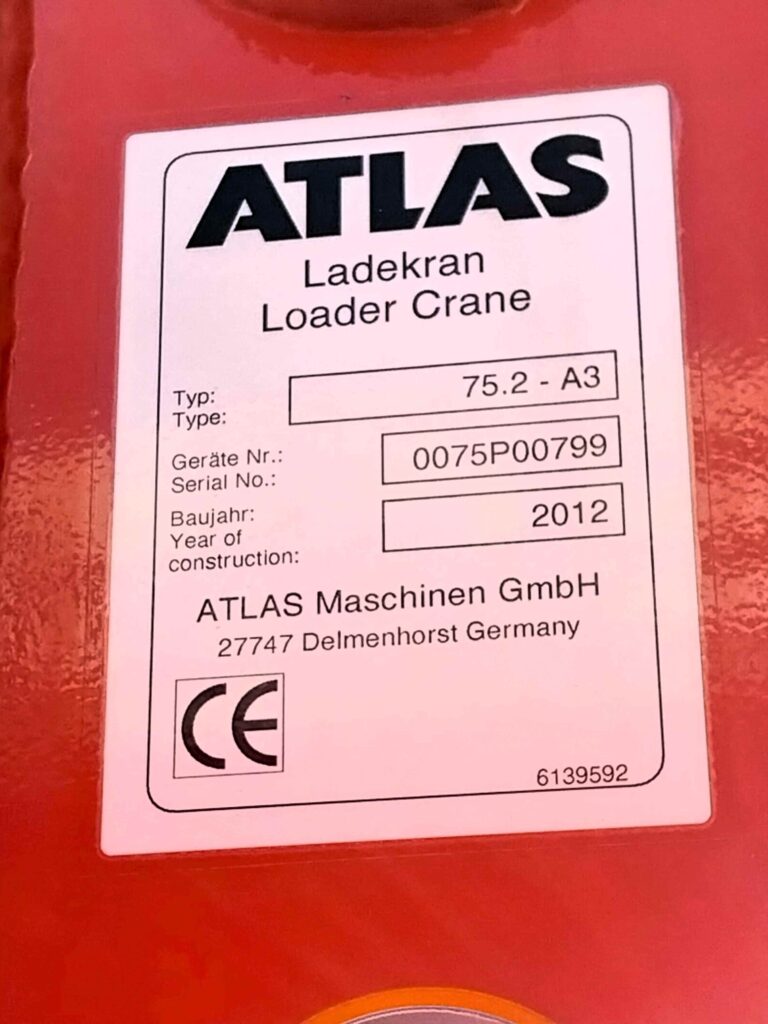 ATLAS
Ladekran
Loader Crane
Typ: 75.2 - A3
Type:
Geräte Nr.: 0075P00799
Serial No.:
Baujahr: 2012
Year of
construction:
ATLAS Maschinen GmbH
27747 Delmenhorst Germany
CE
6139592